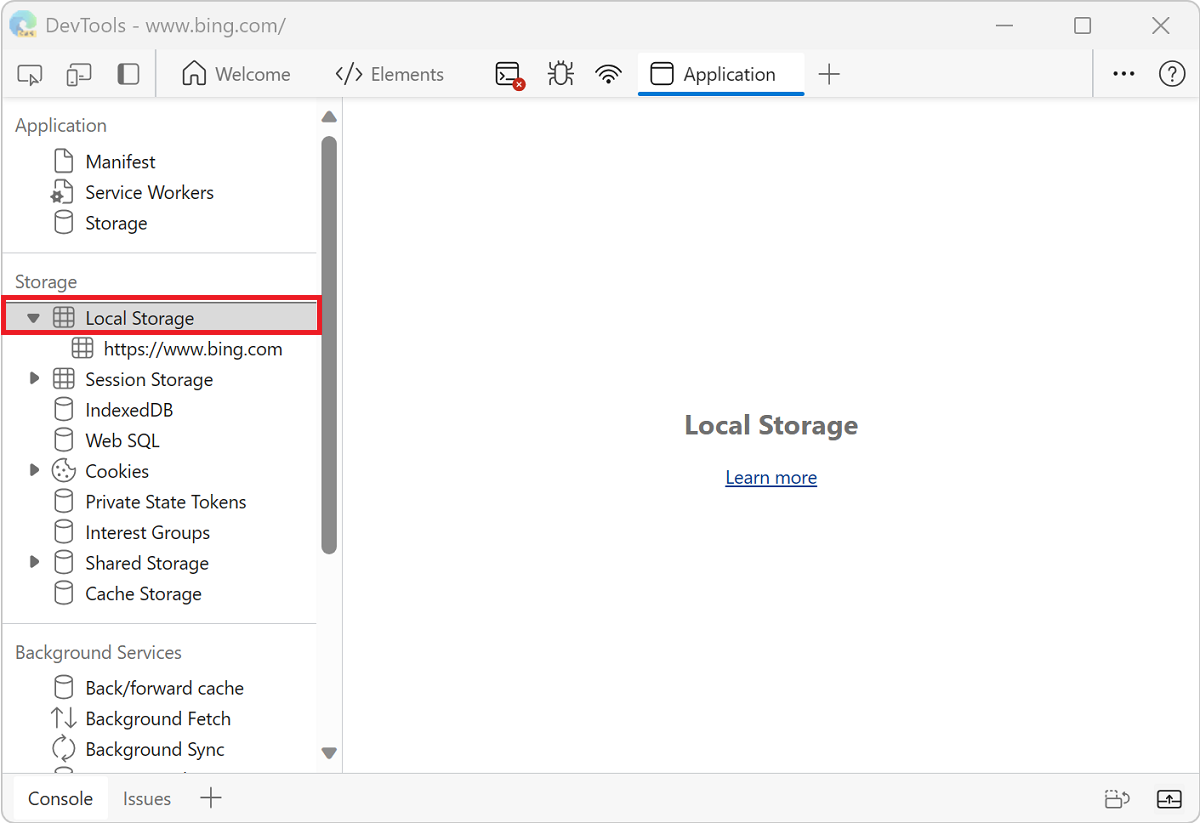 DevTools - www.bing.com/
Welcome
Elements
Application
Application
Manifest
Service Workers
Storage
Storage
Local Storage
https://www.bing.com
Session Storage
IndexedDB
Web SQL
Cookies
Private State Tokens
Interest Groups
Shared Storage
Cache Storage
Background Services
Back/forward cache
Background Fetch
Background Sync
Local Storage
Learn more
Console
Issues